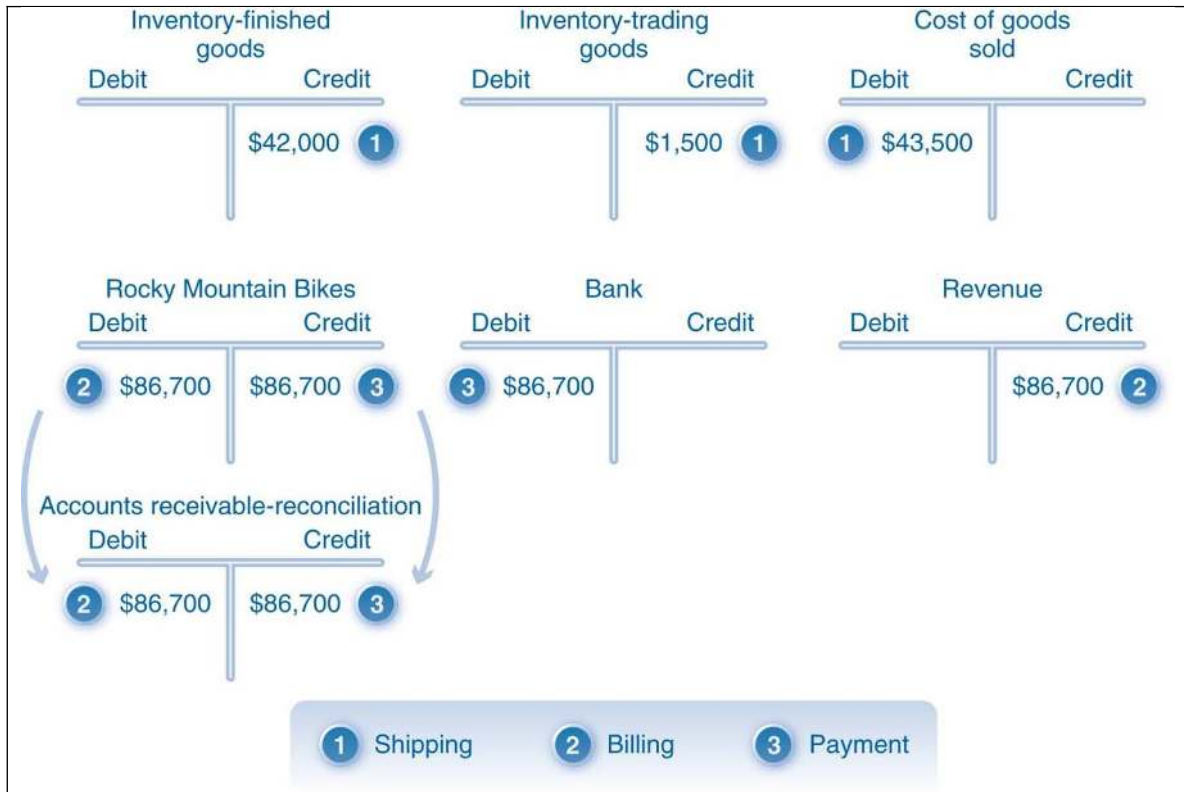 Inventory-finished
goods
Debit Credit
$42,000 1
Inventory-trading
goods
Debit Credit
$1,500 1
Cost of goods
sold
Debit Credit
1 $43,500
Rocky Mountain Bikes
Debit Credit
2 $86,700 $86,700 3
Bank
Debit Credit
3 $86,700
Revenue
Debit Credit
$86,700 2
Accounts receivable-reconciliation
Debit Credit
2 $86,700 $86,700 3
1 Shipping 2 Billing 3 Payment